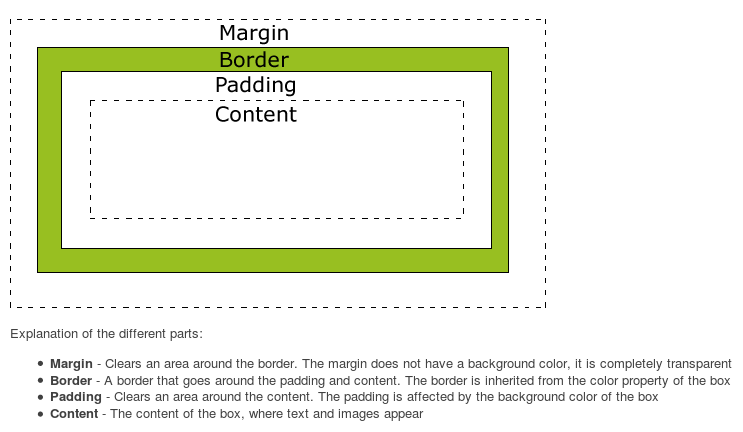 Margin
Border
Padding
Content
Explanation of the different parts:
● Margin - Clears an area around the border. The margin does not have a background color, it is completely transparent
● Border - A border that goes around the padding and content. The border is inherited from the color property of the box
● Padding - Clears an area around the content. The padding is affected by the background color of the box
● Content - The content of the box, where text and images appear